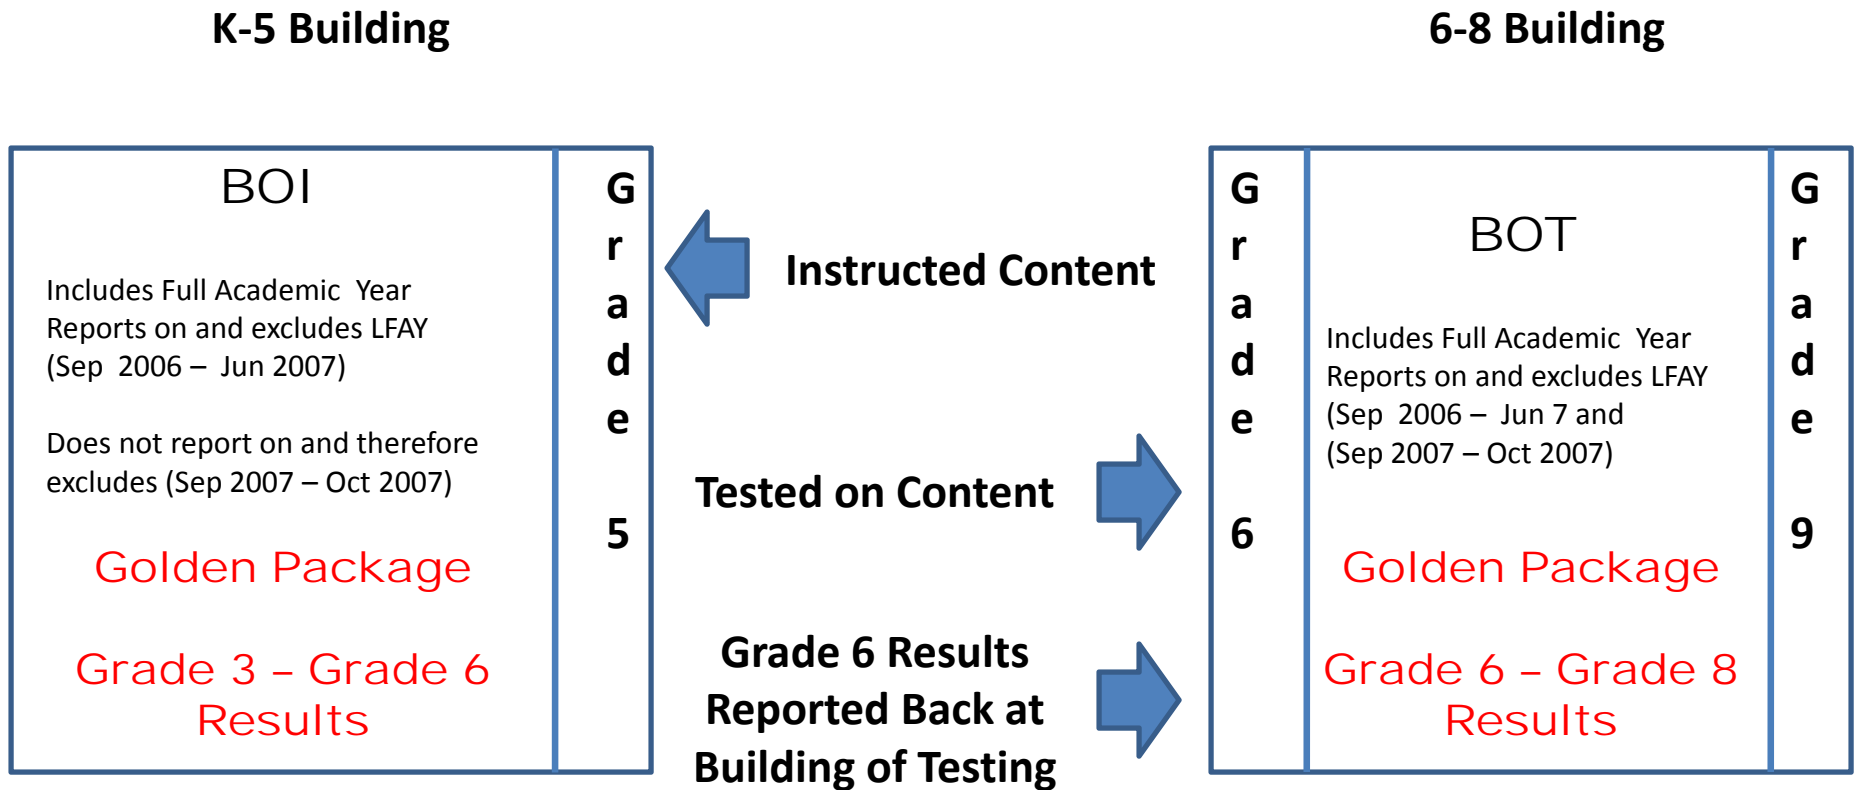 K-5 Building
6-8 Building
BOI
Includes Full Academic Year
Reports on and excludes LFAY
(Sep 2006 – Jun 2007)
Does not report on and therefore
excludes (Sep 2007 – Oct 2007)
Golden Package
Grade 3 – Grade 6
Results
G
r
a
d
e
5
Instructed Content
Tested on Content
Grade 6 Results
Reported Back at
Building of Testing
G
r
a
d
e
6
BOT
Includes Full Academic Year
Reports on and excludes LFAY
(Sep 2006 – Jun 7 and
(Sep 2007 – Oct 2007)
Golden Package
Grade 6 – Grade 8
Results
G
r
a
d
e
9